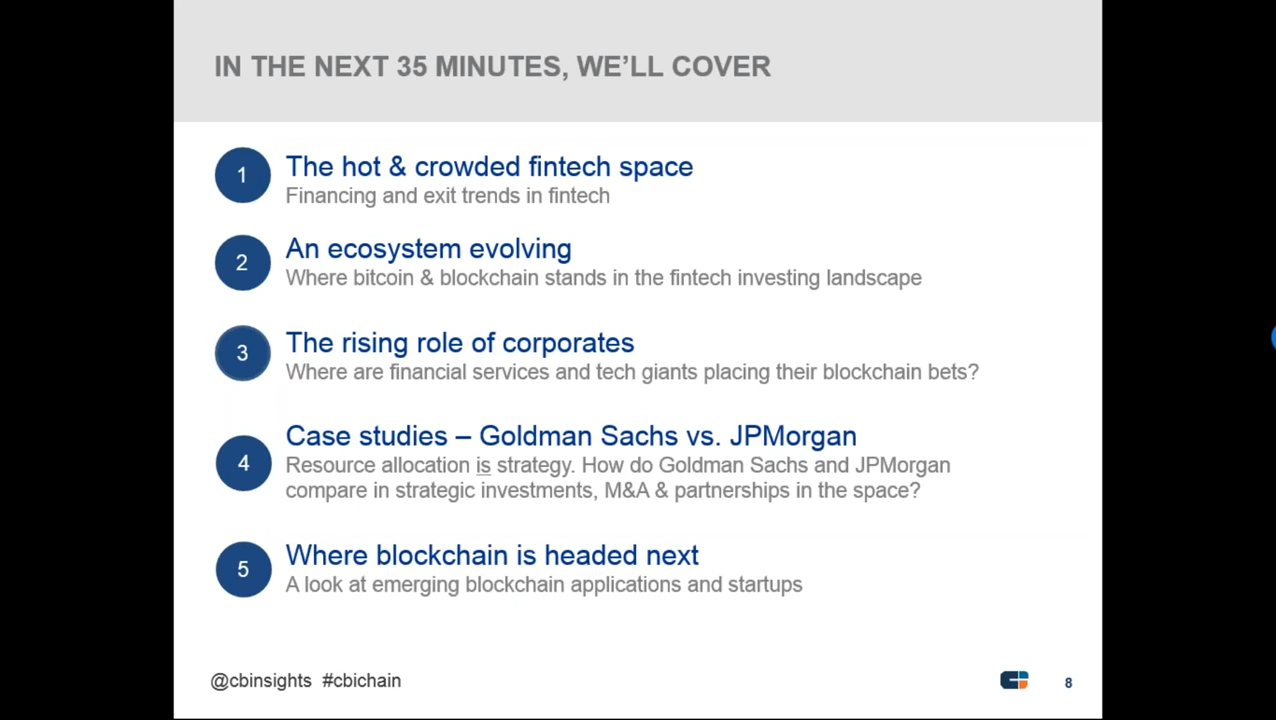 IN THE NEXT 35 MINUTES, WE'LL COVER
1
The hot & crowded fintech space
Financing and exit trends in fintech
2
An ecosystem evolving
Where bitcoin & blockchain stands in the fintech investing landscape
3
The rising role of corporates
Where are financial services and tech giants placing their blockchain bets?
4
Case studies – Goldman Sachs vs. JPMorgan
Resource allocation is strategy. How do Goldman Sachs and JPMorgan
compare in strategic investments, M&A & partnerships in the space?
5
Where blockchain is headed next
A look at emerging blockchain applications and startups
@cbinsights #cbichain
8